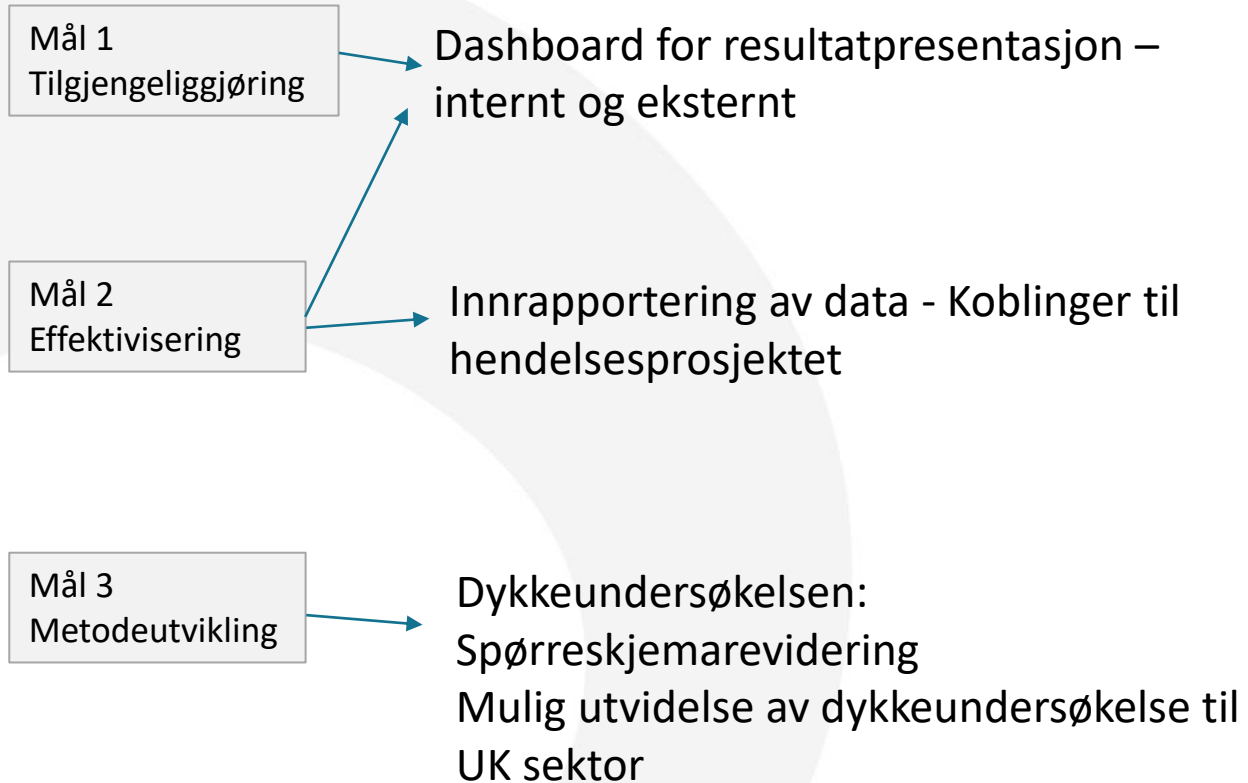 Mål 1
Tilgjengeliggjøring
Dashboard for resultatpresentasjon –
internt og eksternt
Mål 2
Effektivisering
Innrapportering av data - Koblinger til
hendelsesprosjektet
Mål 3
Metodeutvikling
Dykkeundersøkelsen:
Spørreskjemarevidering
Mulig utvidelse av dykkeundersøkelse til
UK sektor